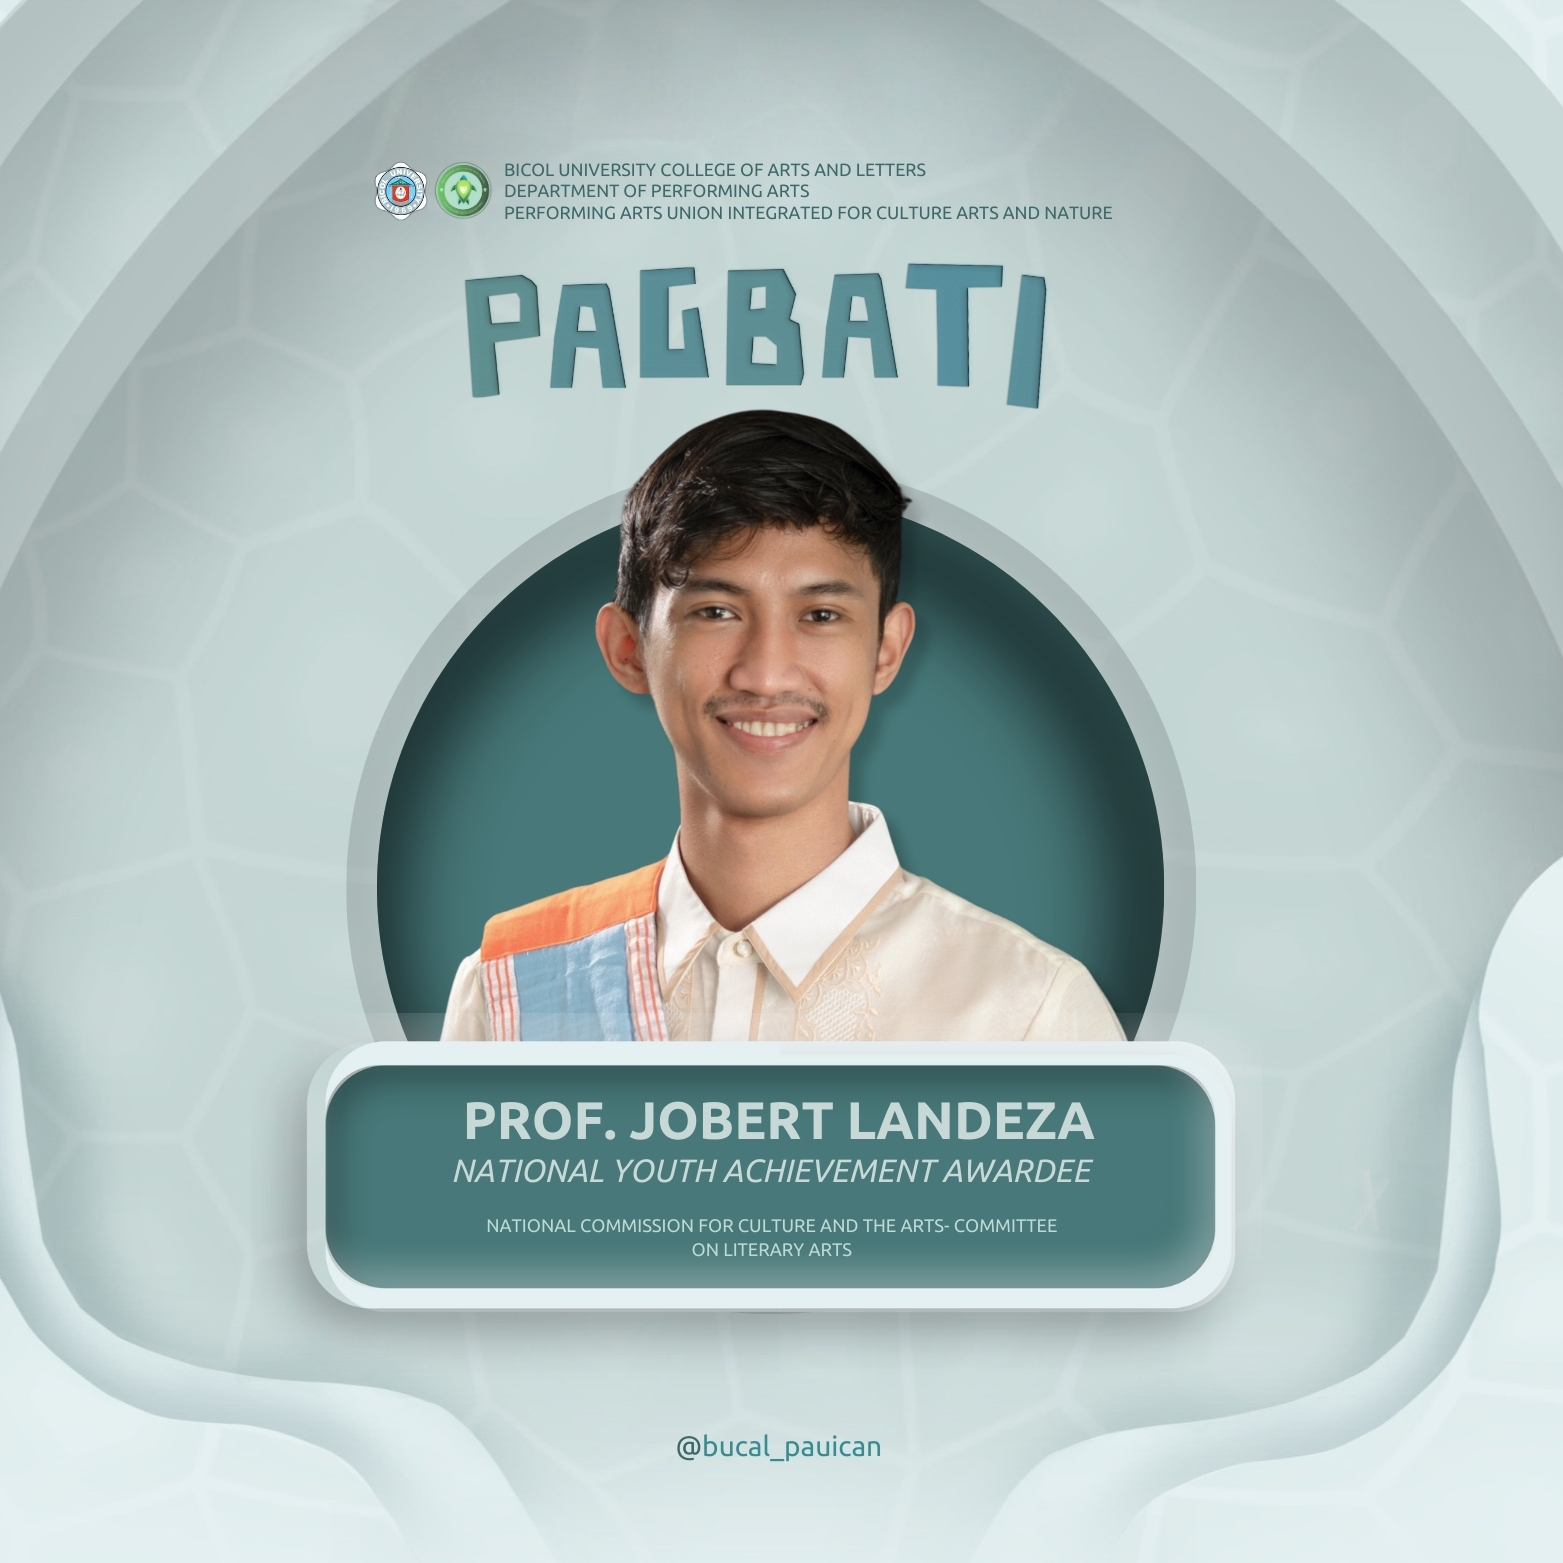 BICOL UNIVERSITY COLLEGE OF ARTS AND LETTERS
DEPARTMENT OF PERFORMING ARTS
PERFORMING ARTS UNION INTEGRATED FOR CULTURE ARTS AND NATURE
PAGBATI
PROF. JOBERT LANDEZA
NATIONAL YOUTH ACHIEVEMENT AWARDEE
NATIONAL COMMISSION FOR CULTURE AND THE ARTS- COMMITTEE
ON LITERARY ARTS
@bucal_pauican